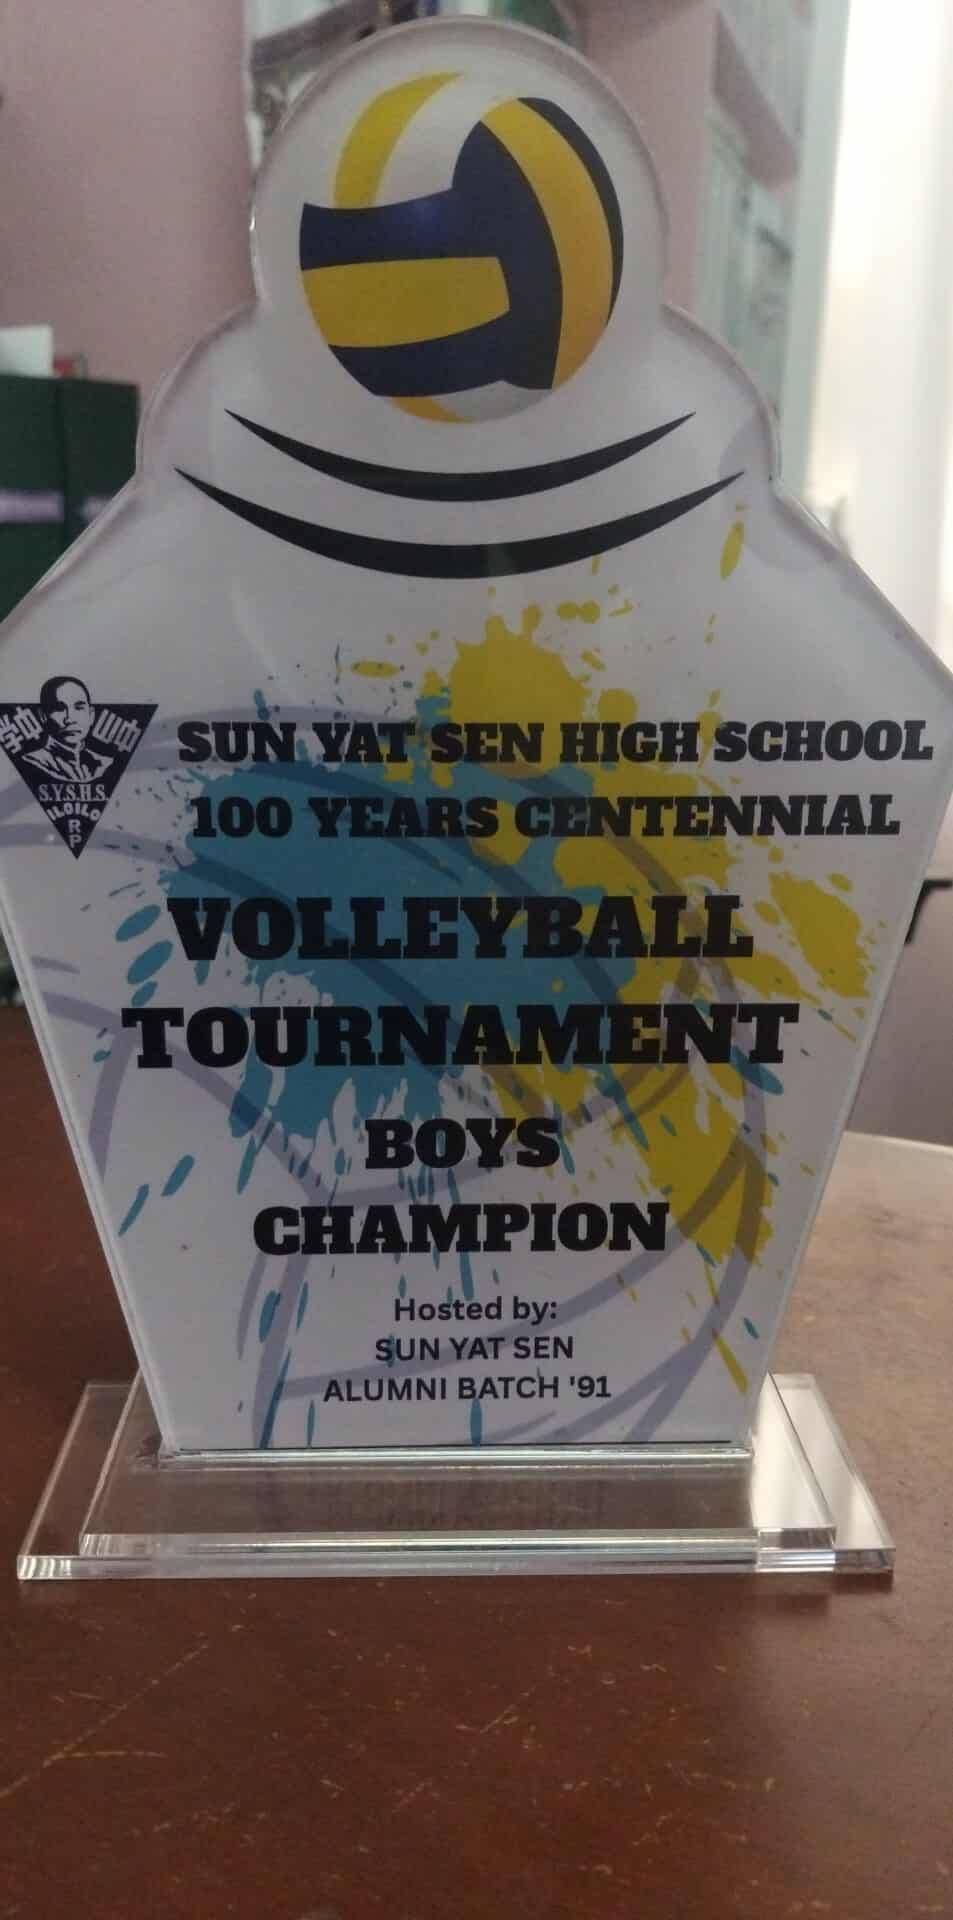 SUN YAT SEN HIGH SCHOOL
100 YEARS CENTENNIAL
S.Y.S.H.S.
ILOILO
R
P
VOLLEYBALL
TOURNAMENT
BOYS
CHAMPION
Hosted by:
SUN YAT SEN
ALUMNI BATCH '91